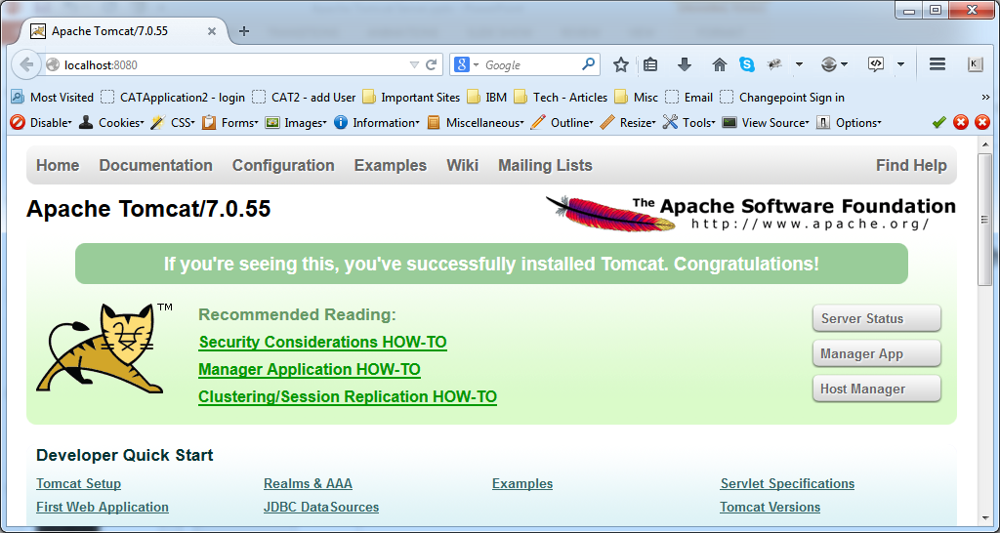 Apache Tomcat/7.0.55
localhost:8080
Google
Most Visited CATApplication2 - login CAT2 - add User Important Sites IBM Tech - Articles Misc Email Changepoint Sign in »
Disable Cookies CSS Forms Images Information Miscellaneous Outline Resize Tools View Source Options
Home Documentation Configuration Examples Wiki Mailing Lists Find Help
Apache Tomcat/7.0.55
The Apache Software Foundation
http://www.apache.org/
If you're seeing this, you've successfully installed Tomcat. Congratulations!
TM
Recommended Reading:
Security Considerations HOW-TO
Manager Application HOW-TO
Clustering/Session Replication HOW-TO
Server Status
Manager App
Host Manager
Developer Quick Start
Tomcat Setup Realms & AAA Examples Servlet Specifications
First Web Application JDBC DataSources Tomcat Versions